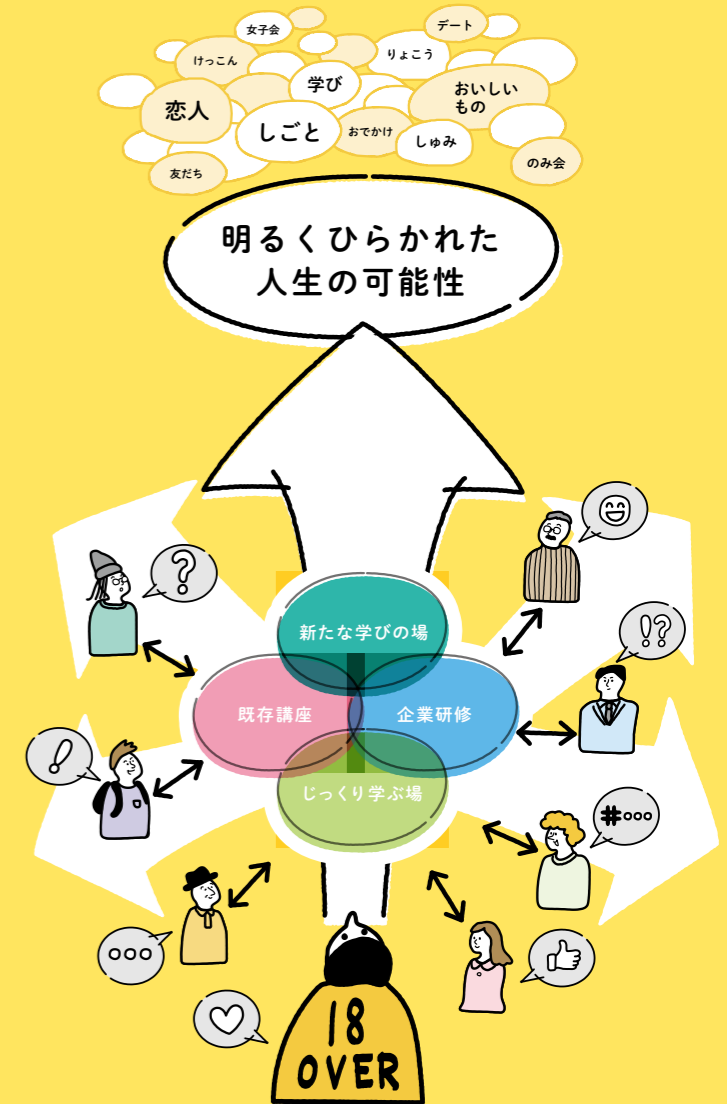 女子会
デート
けっこん
りょこう
学び
おいしい
もの
恋人
しごと
おでかけ
しゅみ
のみ会
友だち
明るくひらかれた
人生の可能性
?
!?
新たな学びの場
既存講座
企業研修
!
じっくり学ぶ場
#○○○
○○○
18
OVER